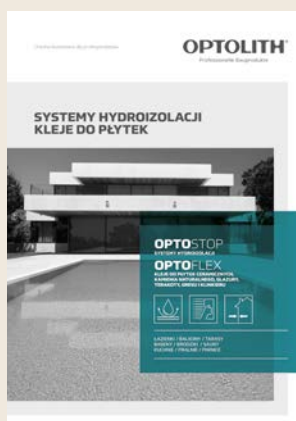 OPTOLITH
Professionelle Bauprodukte
SYSTEMY HYDROIZOLACJI
KLEJE DO PŁYTEK
OPTOSTOP
SYSTEMY HYDROIZOLACJI
OPTOFLEX
KLEJE DO PŁYTEK CERAMICZNYCH,
KAMIENIA NATURALNEGO, GLAZURY,
TERAKOTY, GRESU I KLINKIERU
ŁAZIENKI / BALKONY / TARASY
BASENY / BRODZIKI / SAUNY
KUCHNIE / PRALNIE / PIWNICE